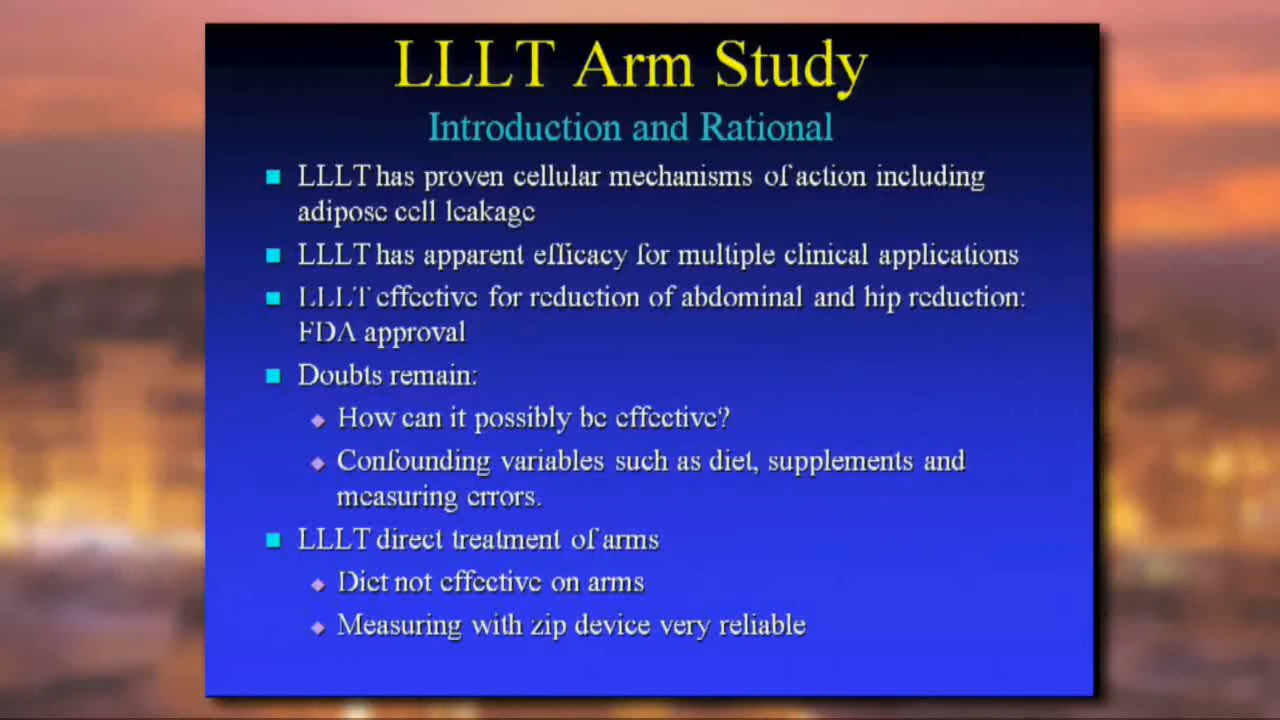 LLLT Arm Study
Introduction and Rational
LLLT has proven cellular mechanisms of action including
adipose cell leakage
LLLT has apparent efficacy for multiple clinical applications
LLLT effective for reduction of abdominal and hip reduction:
FDA approval
Doubts remain:
How can it possibly be effective?
Confounding variables such as diet, supplements and
measuring errors.
LLLT direct treatment of arms
Diet not effective on arms
Measuring with zip device very reliable